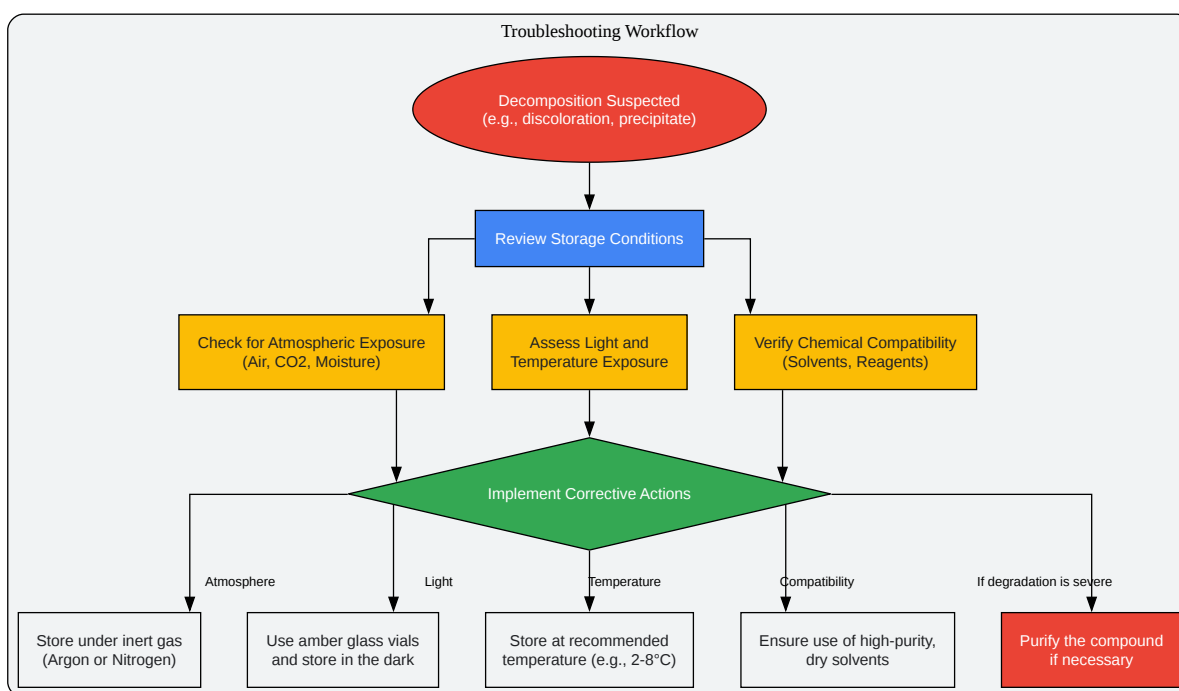 Troubleshooting Workflow
Decomposition Suspected
(e.g., discoloration, precipitate)
Review Storage Conditions
Check for Atmospheric Exposure
(Air, CO2, Moisture)
Assess Light and
Temperature Exposure
Verify Chemical Compatibility
(Solvents, Reagents)
Implement Corrective Actions
Atmosphere
Light
Temperature
Compatibility
If degradation is severe
Store under inert gas
(Argon or Nitrogen)
Use amber glass vials
and store in the dark
Store at recommended
temperature (e.g., 2-8°C)
Ensure use of high-purity,
dry solvents
Purify the compound
if necessary